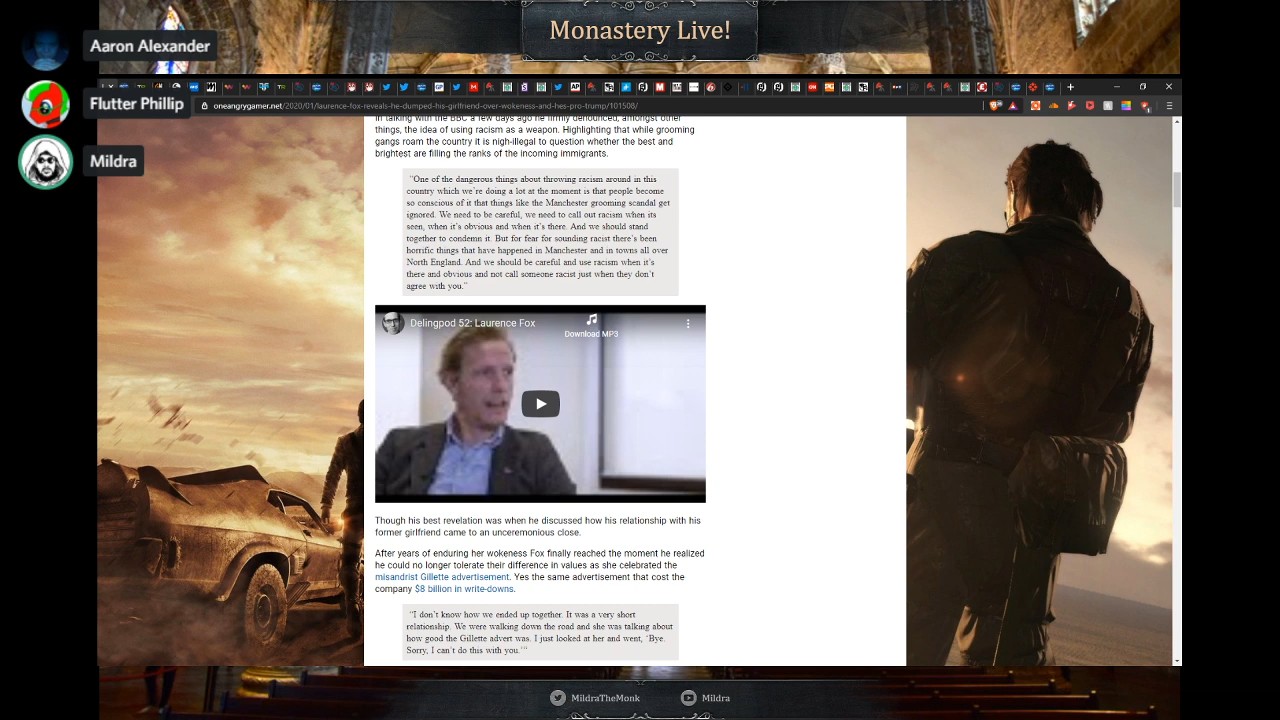 Monastery Live!
Aaron Alexander
Flutter Phillip
Mildra
oneangrygamer.net/2020/01/laurence-fox-reveals-he-dumped-his-girlfriend-over-wokeness-and-hes-pro-trump/101508/
In talking with the BBC a few days ago he firmly denounced, amongst other
things, the idea of using racism as a weapon. Highlighting that while grooming
gangs roam the country it is nigh-illegal to question whether the best and
brightest are filling the ranks of the incoming immigrants.
"One of the dangerous things about throwing racism around in this
country which we're doing a lot at the moment is that people become
so conscious of it that things like the Manchester grooming scandal get
ignored. We need to be careful, we need to call out racism when its
seen, when it's obvious and when it's there. And we should stand
together to condemn it. But for fear for sounding racist there's been
horrific things that have happened in Manchester and in towns all over
North England. And we should be careful and use racism when it's
there and obvious and not call someone racist just when they don't
agree with you."
Delingpod 52: Laurence Fox
Download MP3
Though his best revelation was when he discussed how his relationship with his
former girlfriend came to an unceremonious close.
After years of enduring her wokeness Fox finally reached the moment he realized
he could no longer tolerate their difference in values as she celebrated the
misandrist Gillette advertisement. Yes the same advertisement that cost the
company $8 billion in write-downs.
"I don't know how we ended up together. It was a very short
relationship. We were walking down the road and she was talking about
how good the Gillette advert was. I just looked at her and went, 'Bye.
Sorry, I can't do this with you.'"
MildraTheMonk
Mildra